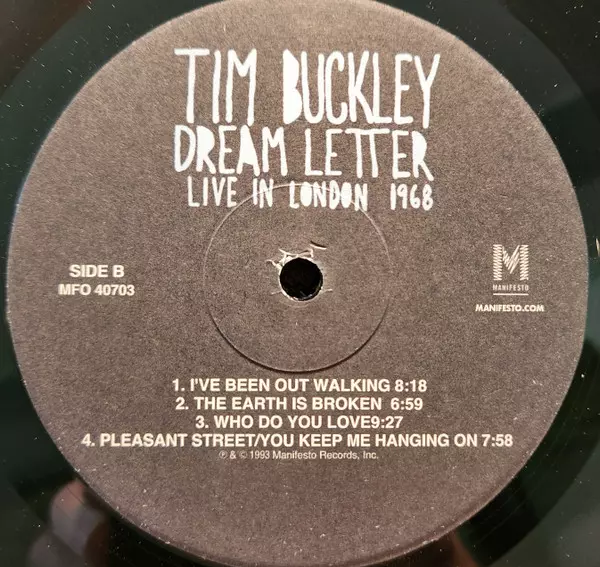 TIM BUCKLEY
DREAM LETTER
LIVE IN LONDON 1968
SIDE B
MFO 40703
M
MANIFESTO
MANIFESTO.COM
1. I'VE BEEN OUT WALKING 8:18
2. THE EARTH IS BROKEN 6:59
3. WHO DO YOU LOVE9:27
4. PLEASANT STREET/YOU KEEP ME HANGING ON 7:58
℗ & © 1993 Manifesto Records, Inc.